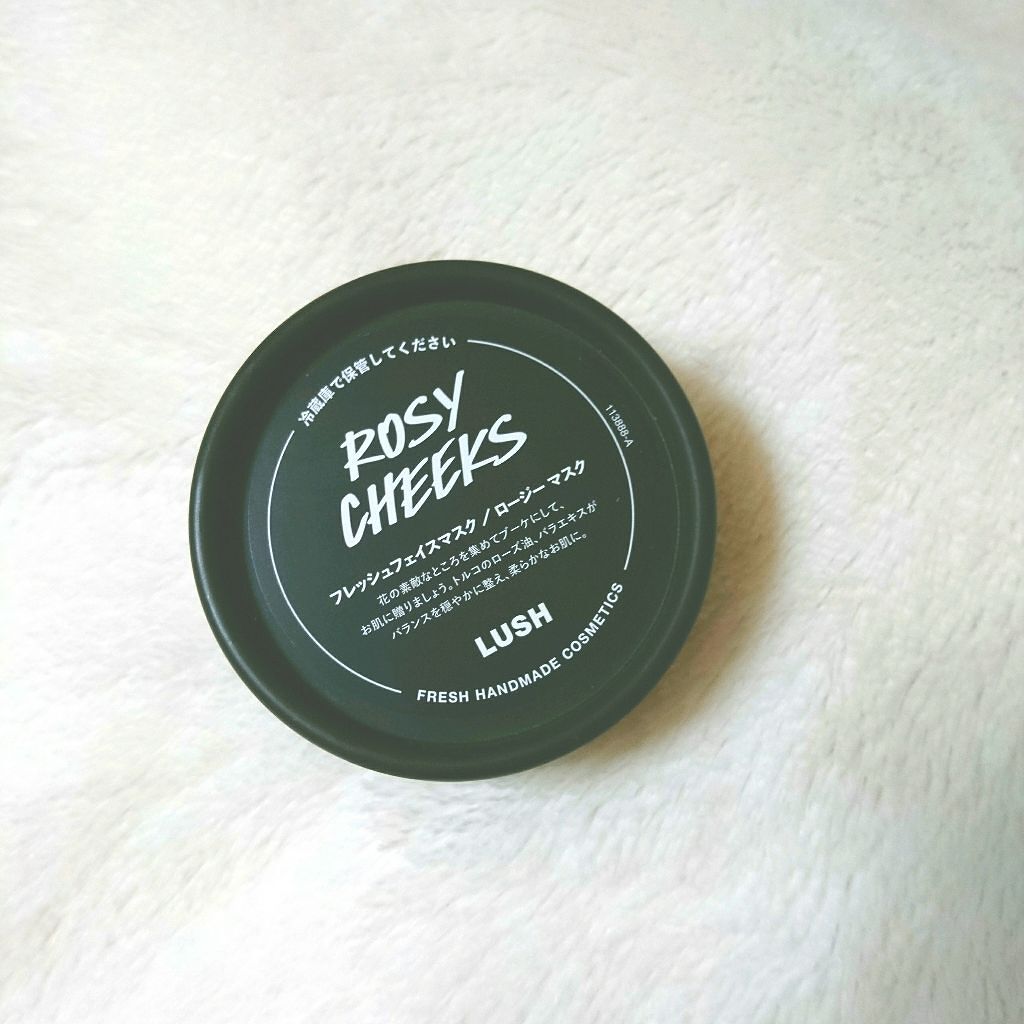 冷蔵庫で保管してください
ROSY
CHEEKS
113888-A
フレッシュフェイスマスク / ロージー マスク
花の素敵なところを集めてブーケにして、
お肌に贈りましょう。トルコのローズ油、バラエキスが
バランスを穏やかに整え、柔らかなお肌に。
LUSH
FRESH HANDMADE COSMETICS